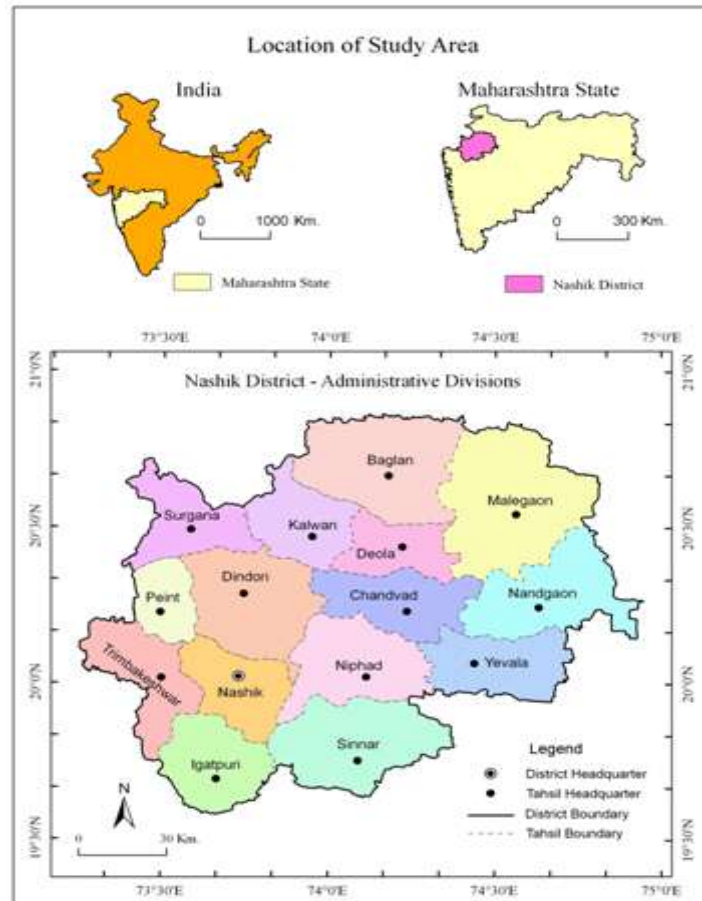 Location of Study Area
India
Maharashtra State
0 1000 Km.
0 300 Km.
Maharashtra State
Nashik District
73°30'E 74°0'E 74°30'E 75°0'E
21°0'N
21°0'N
Nashik District - Administrative Divisions
Baglan
Malegaon
Surgana
Kalwan
Deola
20°30'N
20°30'N
Dindori
Peint
Chandvad
Nandgaon
Trimbakeshwar
Niphad
Yevala
Nashik
20°0'N
20°0'N
Igatpuri
Sinnar
Legend
District Headquarter
Tahsil Headquarter
District Boundary
Tahsil Boundary
N
0 30 Km.
19°30'N
19°30'N
73°30'E 74°0'E 74°30'E 75°0'E